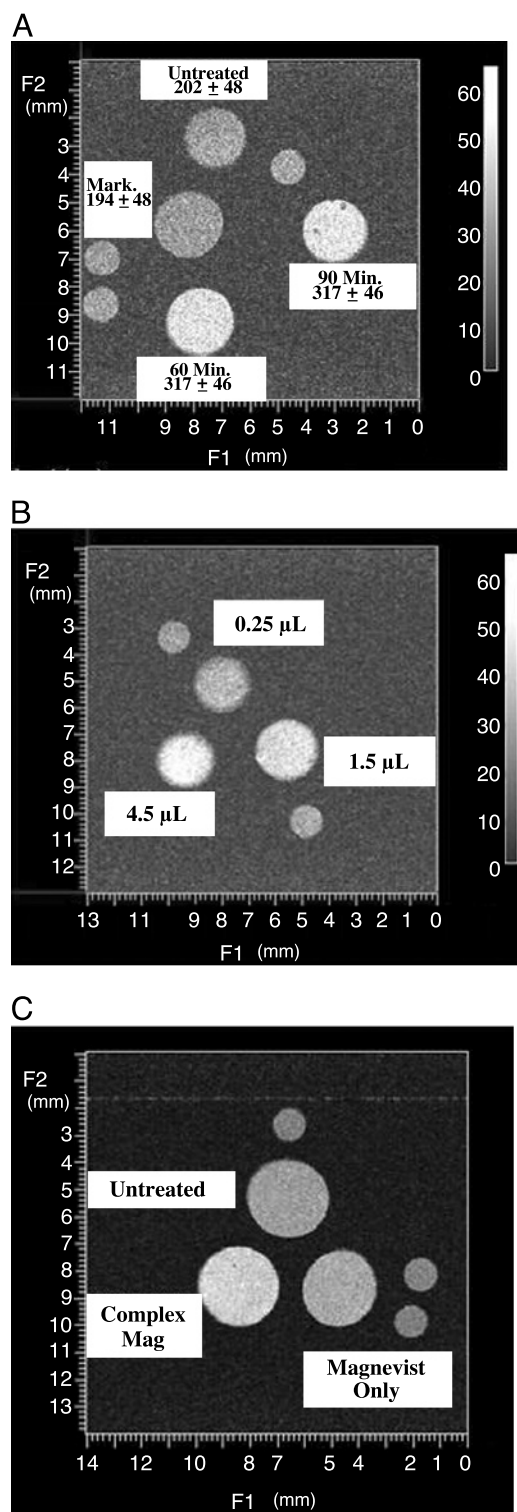 A
F2
(mm)
Untreated
202 ± 48
Mark.
194 ± 48
90 Min.
317 ± 46
60 Min.
317 ± 46
3
4
5
6
7
8
9
10
11
11 9 8 7 6 5 4 3 2 1 0
F1 (mm)
60
50
40
30
20
10
0
B
F2
(mm)
0.25 µL
1.5 µL
4.5 µL
3
4
5
6
7
8
9
10
11
12
13 11 9 8 7 6 5 4 3 2 1 0
F1 (mm)
60
50
40
30
20
10
0
C
F2
(mm)
Untreated
Complex
Mag
Magnevist
Only
3
4
5
6
7
8
9
10
11
12
13
14 12 10 8 7 5 4 3 2 1 0
F1 (mm)